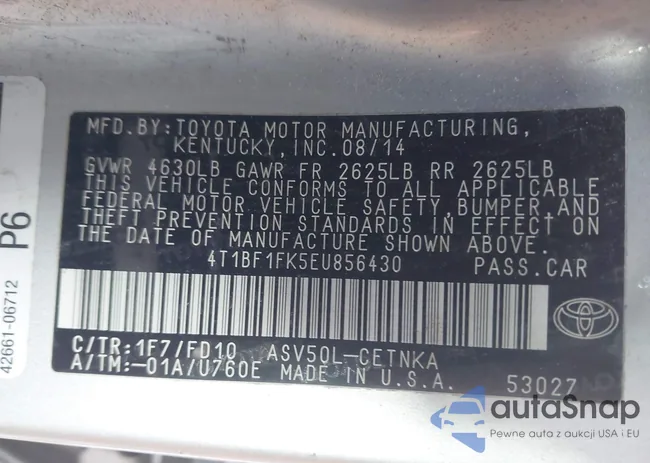 MFD.BY:TOYOTA MOTOR MANUFACTURING,
KENTUCKY, INC.08/14
GVWR 4630LB GAWR FR 2625LB RR 2625LB
THIS VEHICLE CONFORMS TO ALL APPLICABLE
FEDERAL MOTOR VEHICLE SAFETY, BUMPER, AND
THEFT PREVENTION STANDARDS IN EFFECT ON
THE DATE OF MANUFACTURE SHOWN ABOVE.
4T1BF1FK5EU856430 PASS.CAR
C/TR:1F7/FD10 ASV50L-CETNKA
A/TM:-01A/U760E MADE IN U.S.A. 53027
42661-06712
P6
autoSnap
Pewne auta z aukcji USA i EU